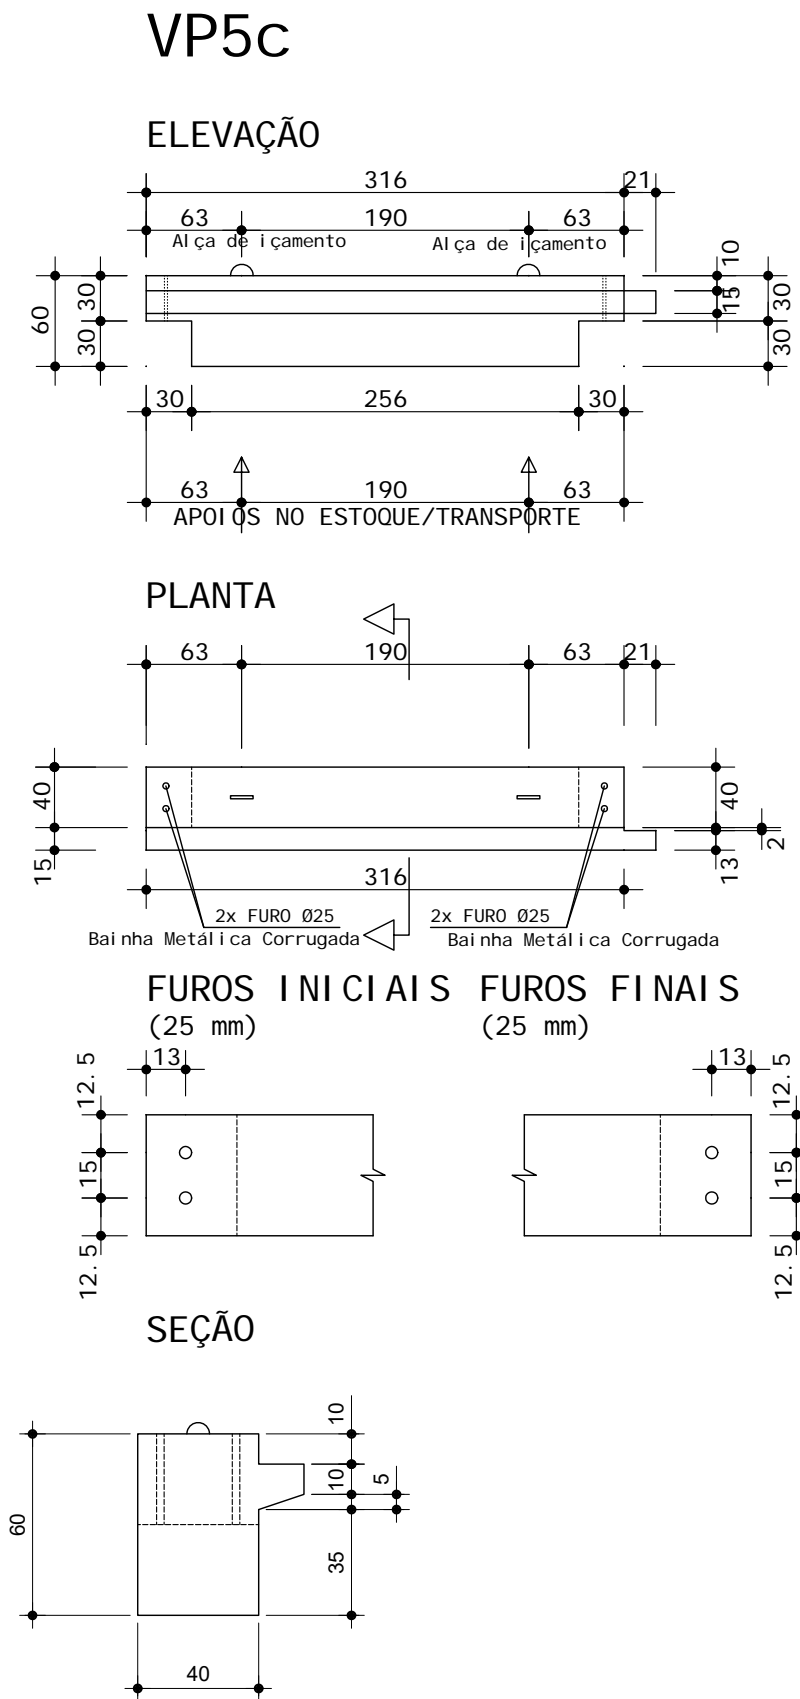 VP5c
ELEVAÇÃO
316 21
63 190 63
Alça de içamento Alça de içamento
10
15
30
30
60
30
30
30 256 30
63 190 63
APOIOS NO ESTOQUE/TRANSPORTE
PLANTA
63 190 63 21
40
15
40
13
2
316
2x FURO Ø25 2x FURO Ø25
Bainha Metálica Corrugada Bainha Metálica Corrugada
FUROS INICIAIS FUROS FINAIS
(25 mm) (25 mm)
13 13
12.5
15
12.5
12.5
15
12.5
SEÇÃO
10
10
5
35
60
40